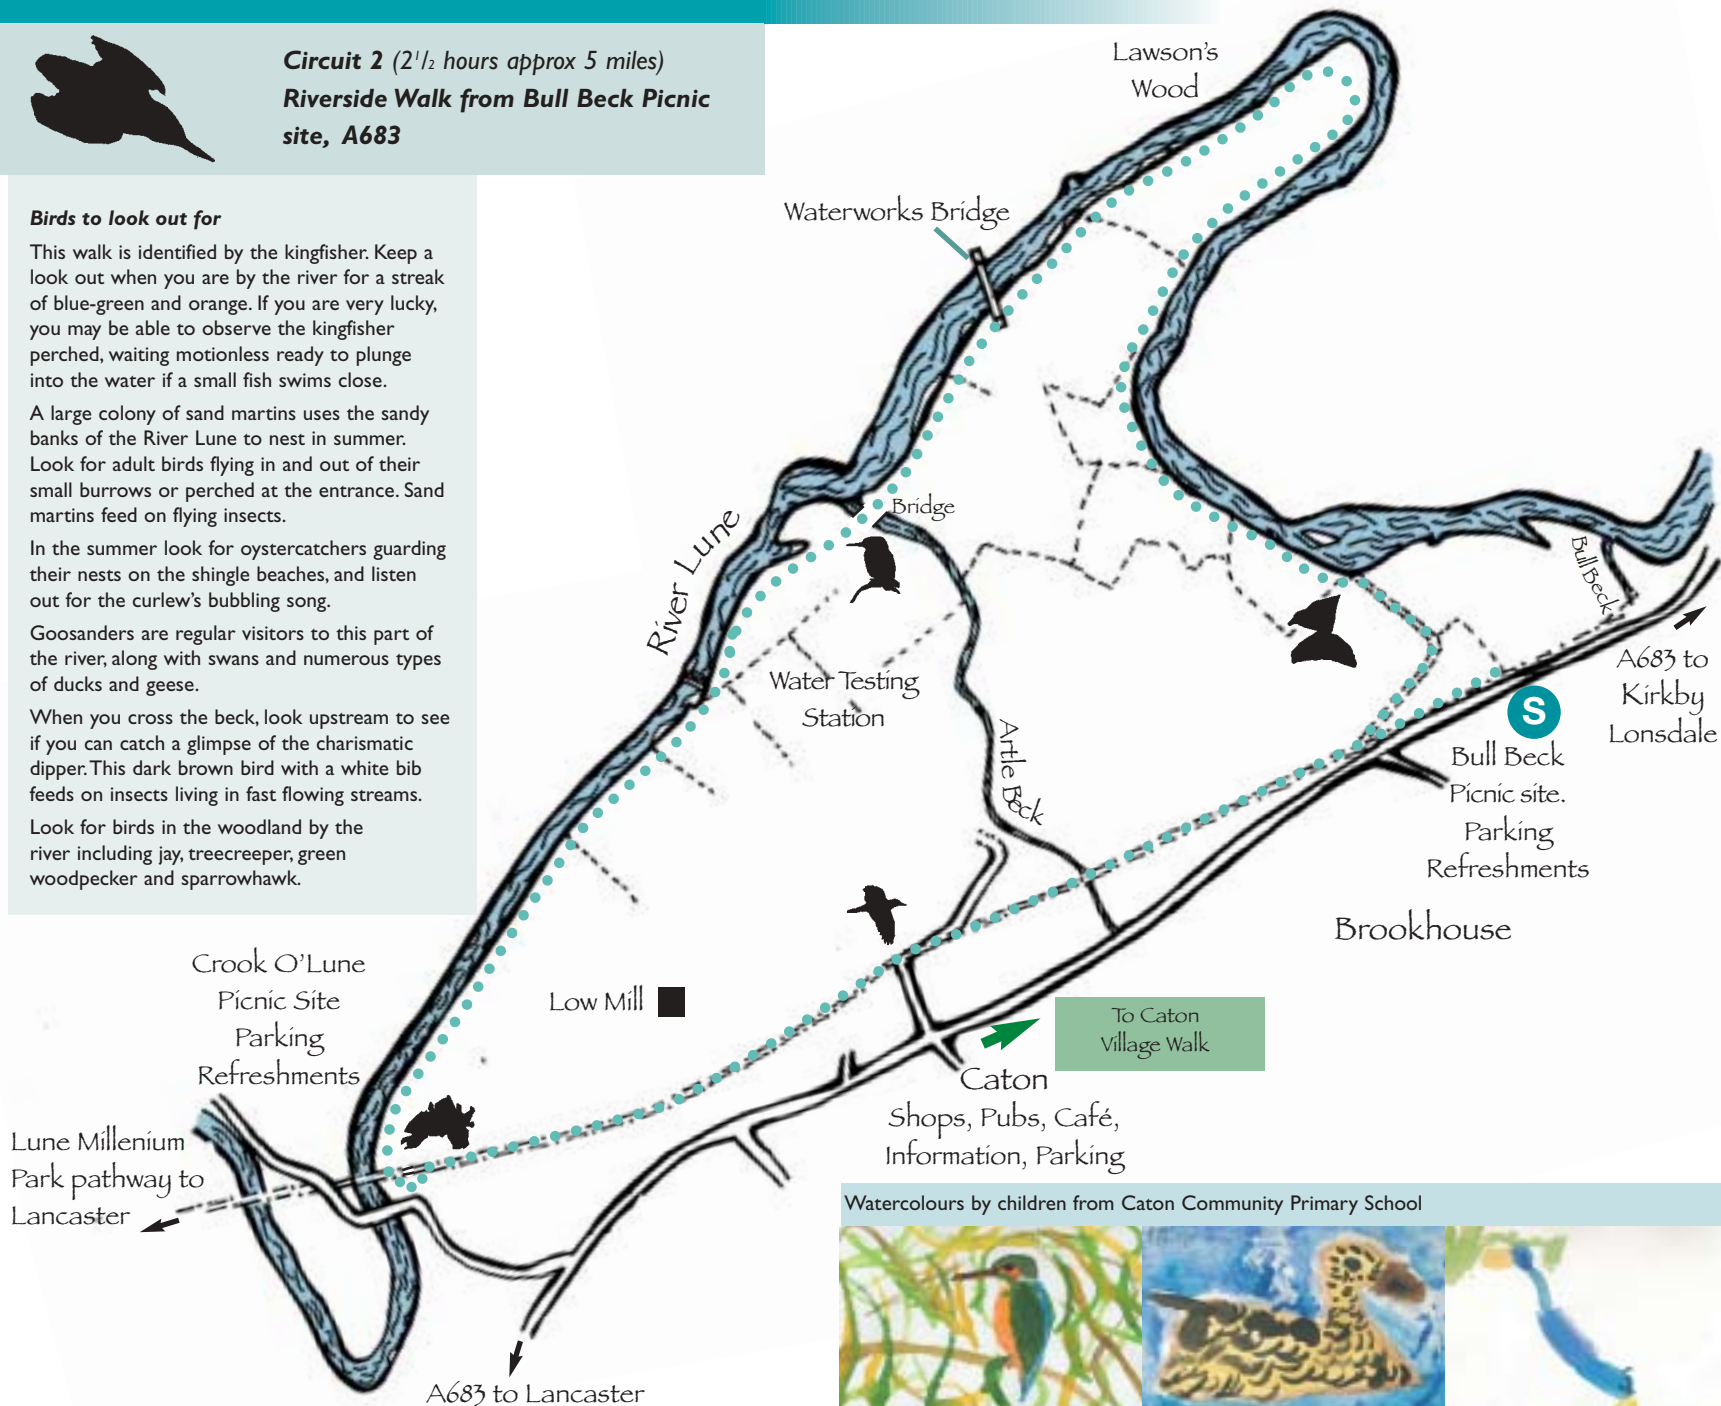 Circuit 2 (2 1/2 hours approx 5 miles)
Riverside Walk from Bull Beck Picnic
site, A683
Birds to look out for
This walk is identified by the kingfisher. Keep a
look out when you are by the river for a streak
of blue-green and orange. If you are very lucky,
you may be able to observe the kingfisher
perched, waiting motionless ready to plunge
into the water if a small fish swims close.
A large colony of sand martins uses the sandy
banks of the River Lune to nest in summer.
Look for adult birds flying in and out of their
small burrows or perched at the entrance. Sand
martins feed on flying insects.
In the summer look for oystercatchers guarding
their nests on the shingle beaches, and listen
out for the curlew's bubbling song.
Goosanders are regular visitors to this part of
the river, along with swans and numerous types
of ducks and geese.
When you cross the beck, look upstream to see
if you can catch a glimpse of the charismatic
dipper. This dark brown bird with a white bib
feeds on insects living in fast flowing streams.
Look for birds in the woodland by the
river including jay, treecreeper, green
woodpecker and sparrowhawk.
Lawson's
Wood
Waterworks Bridge
Bridge
River Lune
Water Testing
Station
Artle Beck
Bull Beck
A683 to
Kirkby
Lonsdale
S
Bull Beck
Picnic site.
Parking
Refreshments
Brookhouse
Low Mill
Crook O'Lune
Picnic Site
Parking
Refreshments
To Caton
Village Walk
Caton
Shops, Pubs, Café,
Information, Parking
Lune Millenium
Park pathway to
Lancaster
A683 to Lancaster
Watercolours by children from Caton Community Primary School